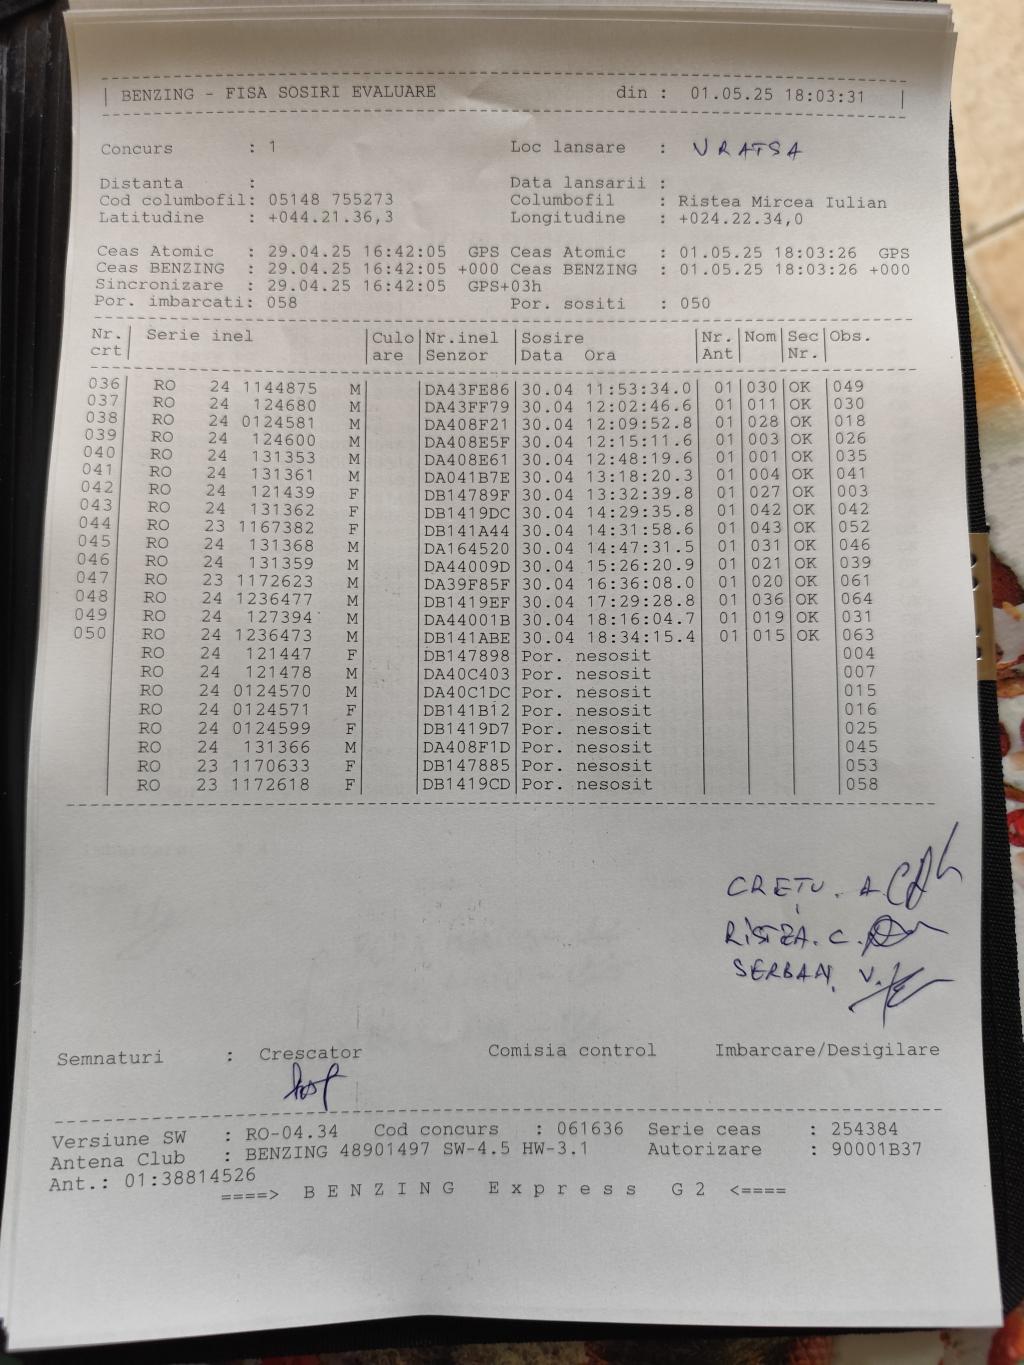 BENZING - FISA SOSIRI EVALUARE din : 01.05.25 18:03:31
Concurs : 1 Loc lansare : VRATSA
Distanta : Data lansarii :
Cod columbofil: 05148 755273 Columbofil : Ristea Mircea Iulian
Latitudine : +044.21.36,3 Longitudine : +024.22.34,0
Ceas Atomic : 29.04.25 16:42:05 GPS Ceas Atomic : 01.05.25 18:03:26 GPS
Ceas BENZING : 29.04.25 16:42:05 +000 Ceas BENZING : 01.05.25 18:03:26 +000
Sincronizare : 29.04.25 16:42:05 GPS+03h
Por. imbarcati: 058 Por. sositi : 050
Nr. Serie inel Culo Nr.inel Sosire Nr. Nom Sec Obs.
crt are Senzor Data Ora Ant Nr.
036 RO 24 1144875 M DA43FE86 30.04 11:53:34.0 01 030 OK 049
037 RO 24 124680 M DA43FF79 30.04 12:02:46.6 01 011 OK 030
038 RO 24 0124581 M DA408F21 30.04 12:09:52.8 01 028 OK 018
039 RO 24 124600 M DA408E5F 30.04 12:15:11.6 01 003 OK 026
040 RO 24 131353 M DA408E61 30.04 12:48:19.6 01 001 OK 035
041 RO 24 131361 M DA041B7E 30.04 13:18:20.3 01 004 OK 041
042 RO 24 121439 F DB14789F 30.04 13:32:39.8 01 027 OK 003
043 RO 24 131362 F DB1419DC 30.04 14:29:35.8 01 042 OK 042
044 RO 23 1167382 F DB141A44 30.04 14:31:58.6 01 043 OK 052
045 RO 24 131368 M DA164520 30.04 14:47:31.5 01 031 OK 046
046 RO 24 131359 M DA44009D 30.04 15:26:20.9 01 021 OK 039
047 RO 23 1172623 M DA39F85F 30.04 16:36:08.0 01 020 OK 061
048 RO 24 1236477 M DB1419EF 30.04 17:29:28.8 01 036 OK 064
049 RO 24 127394 M DA44001B 30.04 18:16:04.7 01 019 OK 031
050 RO 24 1236473 M DB141ABE 30.04 18:34:15.4 01 015 OK 063
RO 24 121447 F DB147898 Por. nesosit 004
RO 24 121478 M DA40C403 Por. nesosit 007
RO 24 0124570 M DA40C1DC Por. nesosit 015
RO 24 0124571 F DB141B12 Por. nesosit 016
RO 24 0124599 F DB1419D7 Por. nesosit 025
RO 24 131366 M DA408F1D Por. nesosit 045
RO 23 1170633 F DB147885 Por. nesosit 053
RO 23 1172618 F DB1419CD Por. nesosit 058
CREȚU. A
RISTEA. C.
SERBAN. V.
Semnaturi : Crescator Comisia control Imbarcare/Desigilare
Versiune SW : RO-04.34 Cod concurs : 061636 Serie ceas : 254384
Antena Club : BENZING 48901497 SW-4.5 HW-3.1 Autorizare : 90001B37
Ant.: 01:38814526
====> BENZING Express G2 <====